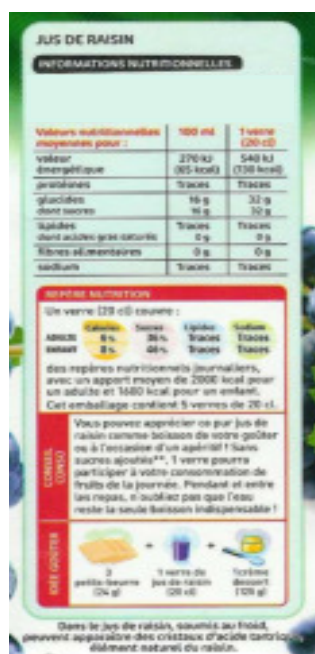 JUS DE RAISIN
INFORMATIONS NUTRITIONNELLES
Valeurs nutritionnelles moyennes pour : 100 ml 1 verre (20 cl)
valeur énergétique 270 kJ (65 kcal) 540 kJ (130 kcal)
protéines Traces Traces
glucides 16 g 32 g
dont sucres 16 g 32 g
lipides Traces Traces
dont acides gras saturés 0 g 0 g
fibres alimentaires 0 g 0 g
sodium Traces Traces
REPÈRE NUTRITION
Un verre (20 cl) couvre :
Calories Sucres Lipides Sodium
ADULTE 6% 36% Traces Traces
ENFANT 8% 46% Traces Traces
des repères nutritionnels journaliers,
avec un apport moyen de 2000 kcal pour
un adulte et 1600 kcal pour un enfant.
Cet emballage contient 5 verres de 20 cl.
CONSEIL CONSO
Vous pouvez apprécier ce pur jus de
raisin comme boisson de votre goûter
ou à l'occasion d'un apéritif ! Sans
sucres ajoutés**, 1 verre pourra
participer à votre consommation de
fruits de la journée. Pendant et entre
les repas, n'oubliez pas que l'eau
reste la seule boisson indispensable !
IDÉE GOÛTER
+ +
3 petits-beurre (24 g)
1 verre de jus de raisin (20 cl)
1 crème dessert (125 g)
Dans le jus de raisin, soumis au froid,
peuvent apparaître des cristaux d'acide tartrique,
élément naturel du raisin.